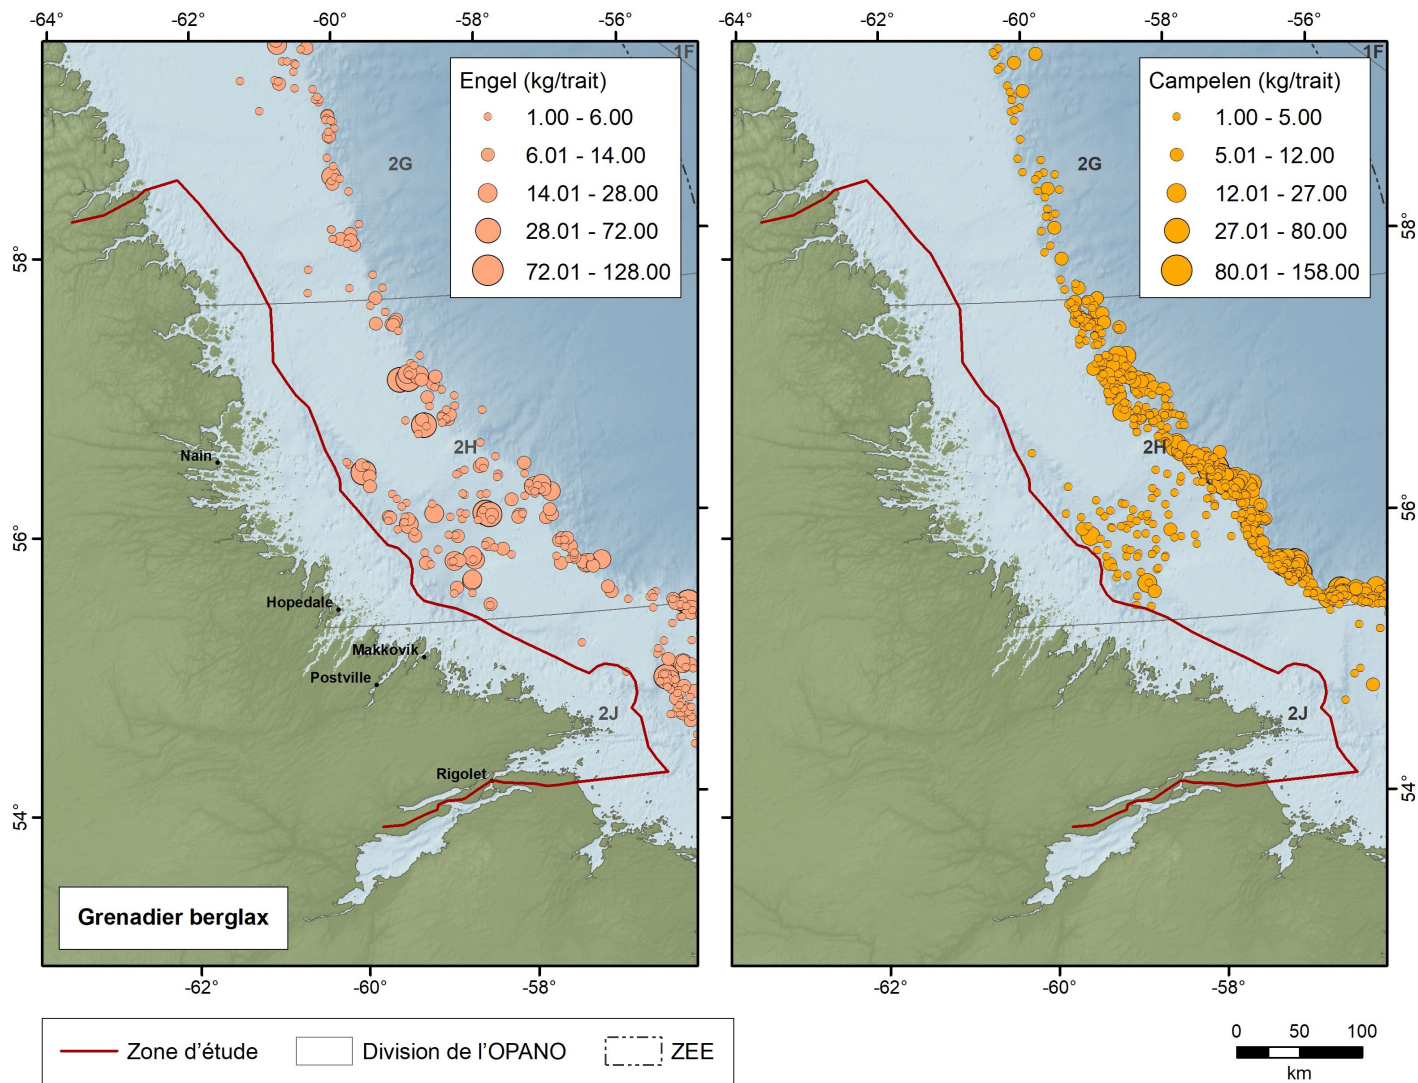 -64°
-62°
-60°
-58°
-56°
-64°
-62°
-60°
-58°
-56°
Engel (kg/trait)
1.00 - 6.00
6.01 - 14.00
14.01 - 28.00
28.01 - 72.00
72.01 - 128.00
1F
2G
2H
2J
Nain
Hopedale
Makkovik
Postville
Rigolet
Grenadier berglax
58°
56°
54°
-62°
-60°
-58°
Campelen (kg/trait)
1.00 - 5.00
5.01 - 12.00
12.01 - 27.00
27.01 - 80.00
80.01 - 158.00
1F
2G
2H
2J
58°
56°
54°
-62°
-60°
-58°
Zone d’étude
Division de l’OPANO
ZEE
0 50 100
km